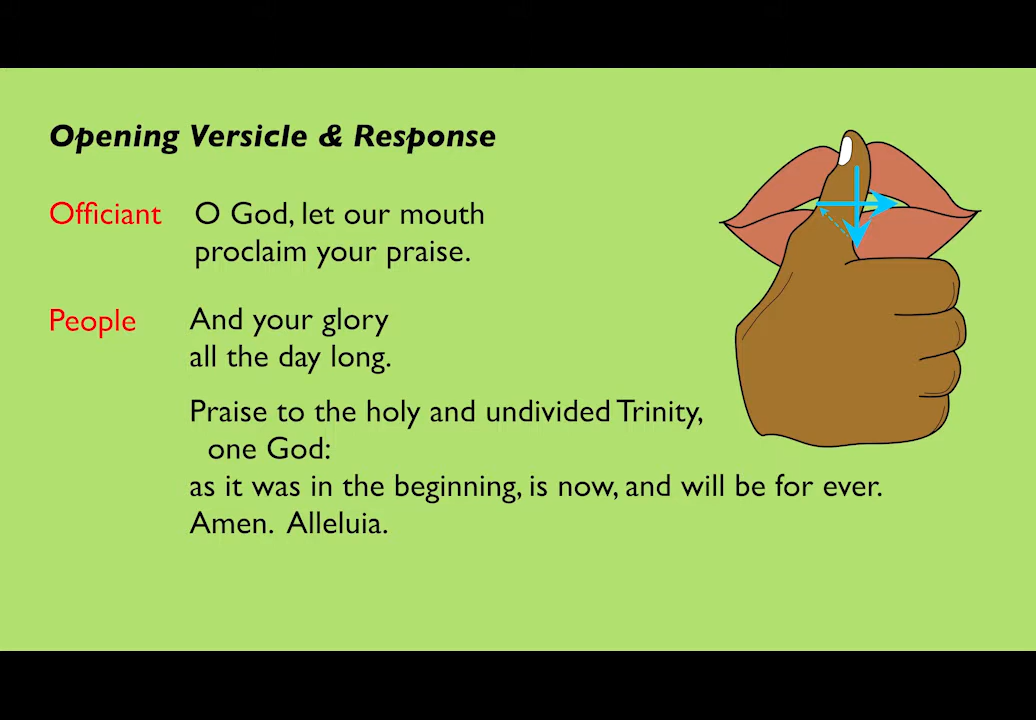 Opening Versicle & Response
Officiant O God, let our mouth
proclaim your praise.
People And your glory
all the day long.
Praise to the holy and undivided Trinity,
one God:
as it was in the beginning, is now, and will be for ever.
Amen. Alleluia.